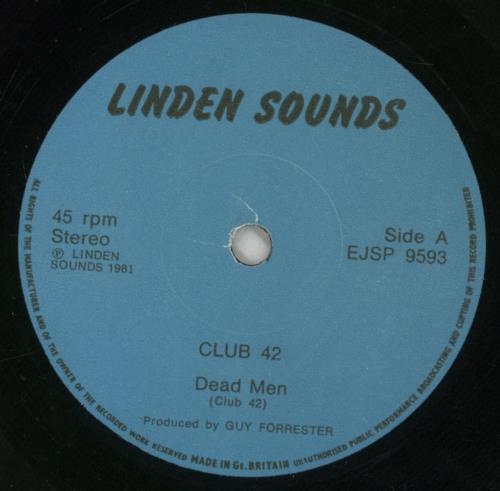 LINDEN SOUNDS
45 rpm
Stereo
℗ LINDEN
SOUNDS 1981
Side A
EJSP 9593
CLUB 42
Dead Men
(Club 42)
Produced by GUY FORRESTER
ALL RIGHTS OF THE MANUFACTURER AND OF THE OWNER OF THE RECORDED WORK RESERVED MADE IN Gt. BRITAIN UNAUTHORISED PUBLIC PERFORMANCE BROADCASTING AND COPYING OF THIS RECORD PROHIBITED